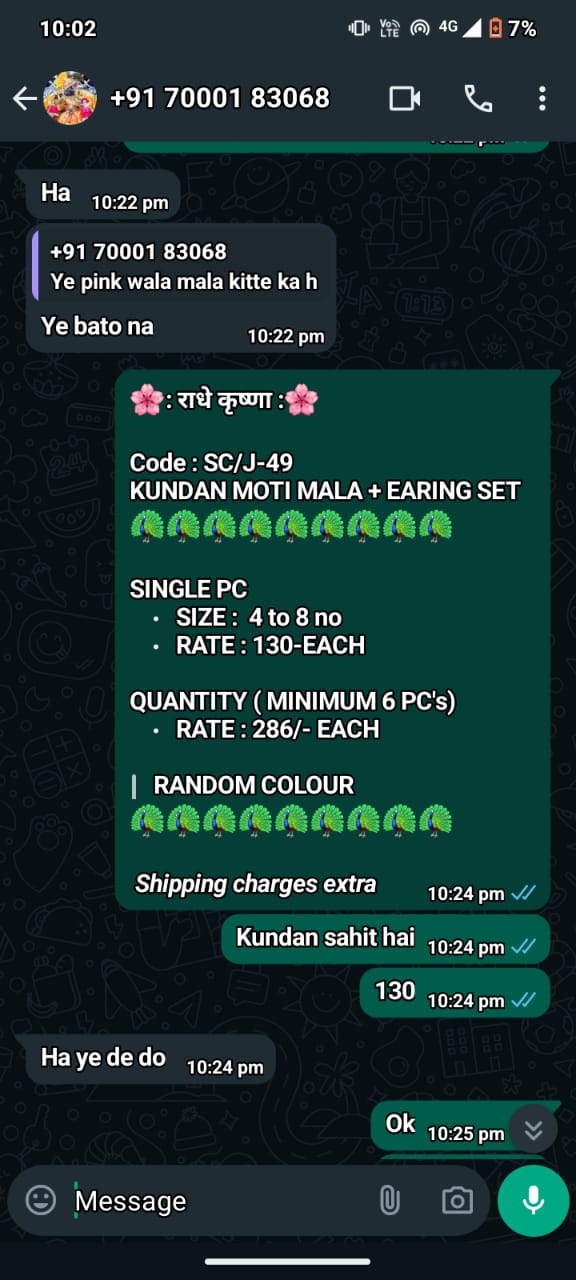 10:02
Vo) LTE
4G
7%
+91 70001 83068
Ha
10:22 pm
+91 70001 83068
Ye pink wala mala kitte ka h
Ye bato na
10:22 pm
🌸: राधे कृष्णा :🌸
Code : SC/J-49
KUNDAN MOTI MALA + EARING SET
🦚🦚🦚🦚🦚🦚🦚🦚🦚
SINGLE PC
• SIZE : 4 to 8 no
• RATE : 130-EACH
QUANTITY ( MINIMUM 6 PC's)
• RATE : 286/- EACH
| RANDOM COLOUR
🦚🦚🦚🦚🦚🦚🦚🦚🦚
Shipping charges extra
10:24 pm
Kundan sahit hai
10:24 pm
130
10:24 pm
Ha ye de do
10:24 pm
Ok
10:25 pm
Message